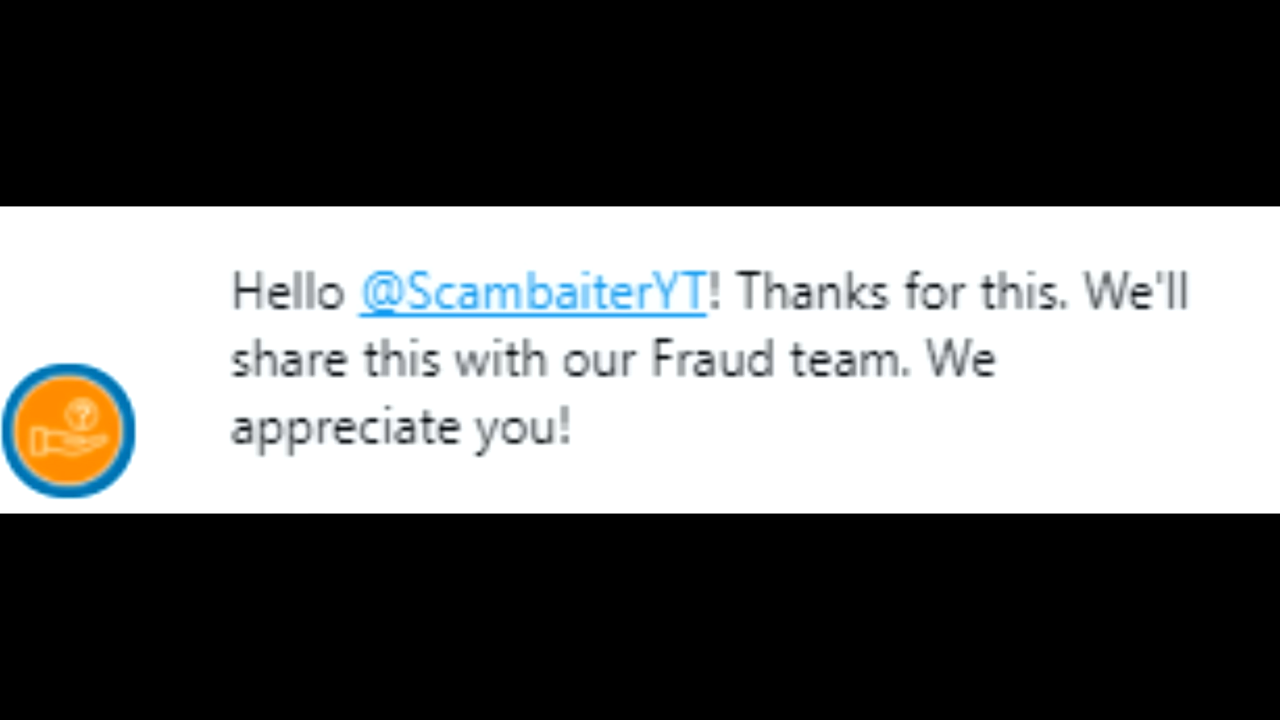 Hello @ScambaiterYT! Thanks for this. We'll
share this with our Fraud team. We
appreciate you!